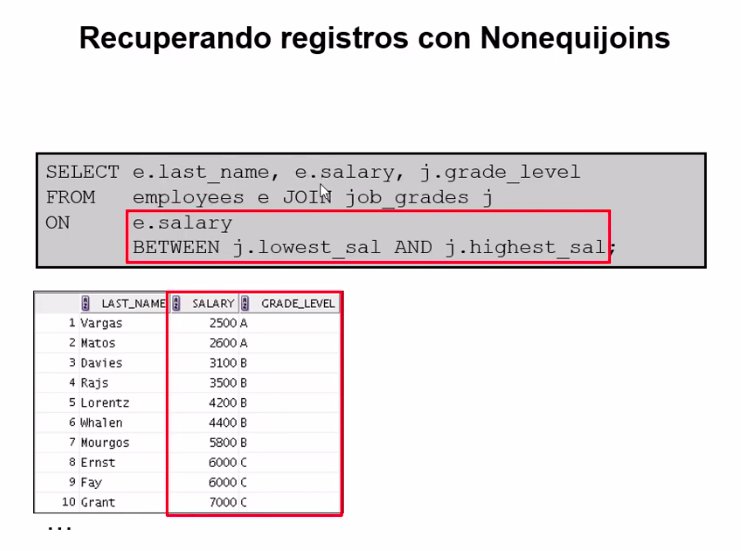 Recuperando registros con Nonequijoins
SELECT e.last_name, e.salary, j.grade_level
FROM employees e JOIN job_grades j
ON e.salary
BETWEEN j.lowest_sal AND j.highest_sal;
LAST_NAME SALARY GRADE_LEVEL
1 Vargas 2500 A
2 Matos 2600 A
3 Davies 3100 B
4 Rajs 3500 B
5 Lorentz 4200 B
6 Whalen 4400 B
7 Mourgos 5800 B
8 Ernst 6000 C
9 Fay 6000 C
10 Grant 7000 C
...